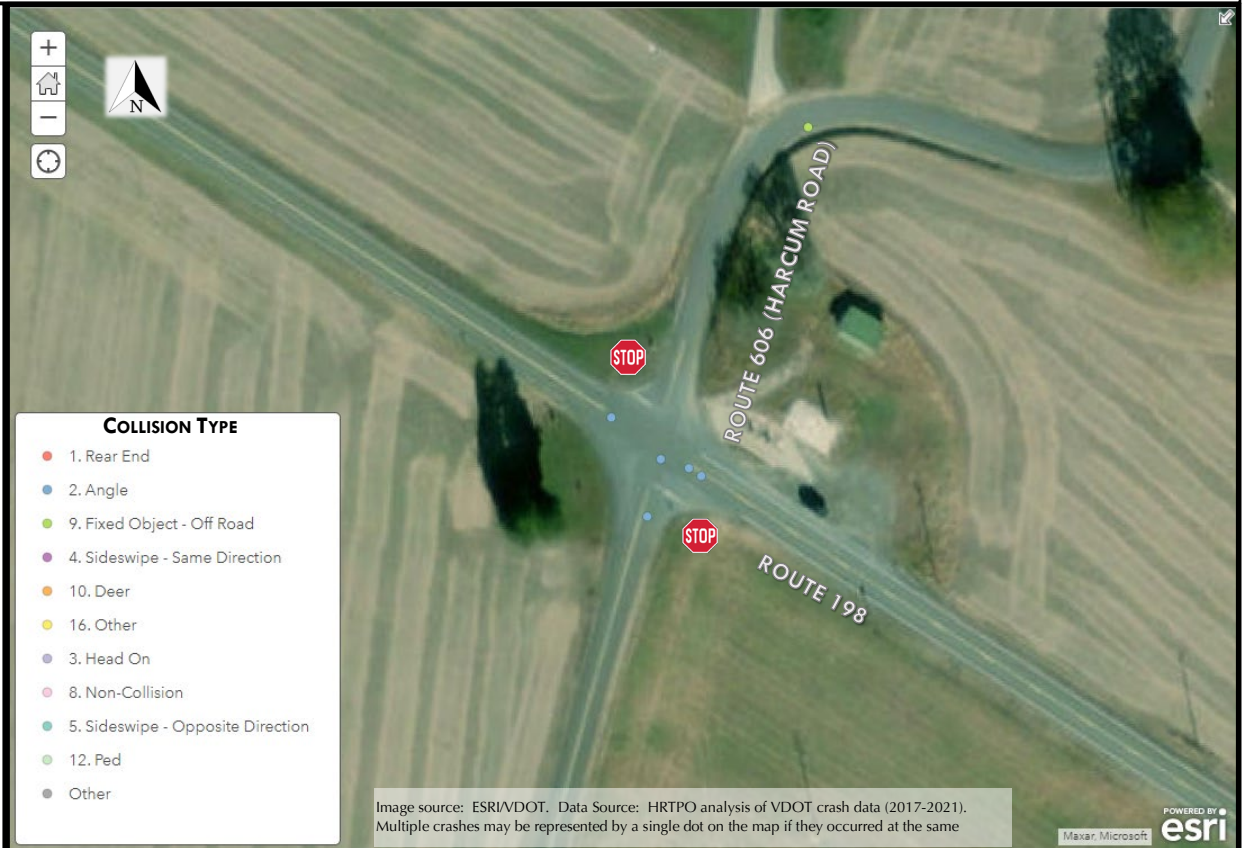 +
N
−
ROUTE 606 (HARCUM ROAD)
STOP
STOP
ROUTE 198
COLLISION TYPE
1. Rear End
2. Angle
9. Fixed Object - Off Road
4. Sideswipe - Same Direction
10. Deer
16. Other
3. Head On
8. Non-Collision
5. Sideswipe - Opposite Direction
12. Ped
Other
Image source: ESRI/VDOT. Data Source: HRTPO analysis of VDOT crash data (2017-2021).
Multiple crashes may be represented by a single dot on the map if they occurred at the same
Maxar, Microsoft
POWERED BY
esri